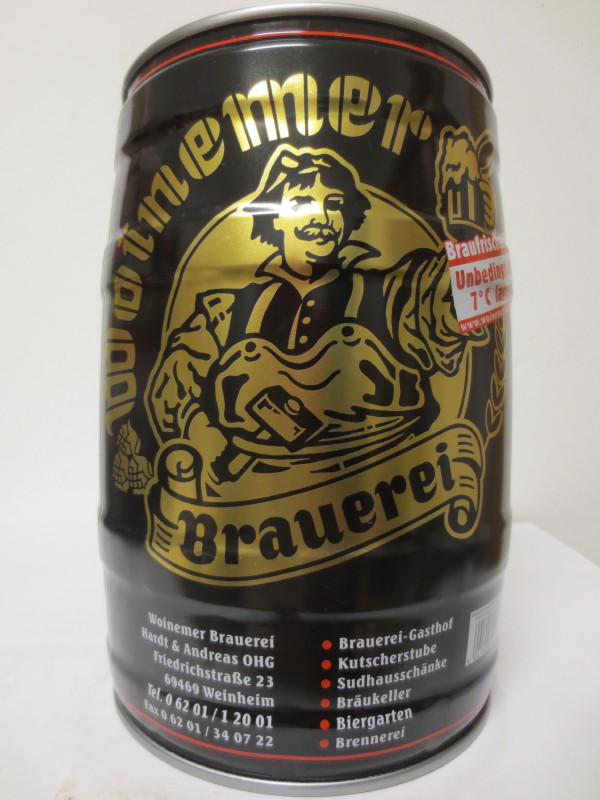 Woinemer
Brauerei
Braufrisch
7°C
Woinemer Brauerei
Hardt & Andreas OHG
Friedrichstraße 23
69469 Weinheim
Tel. 0 62 01 / 1 20 01
Fax 0 62 01 / 34 07 22
Brauerei-Gasthof
Kutscherstube
Sudhausschänke
Bräukeller
Biergarten
Brennerei